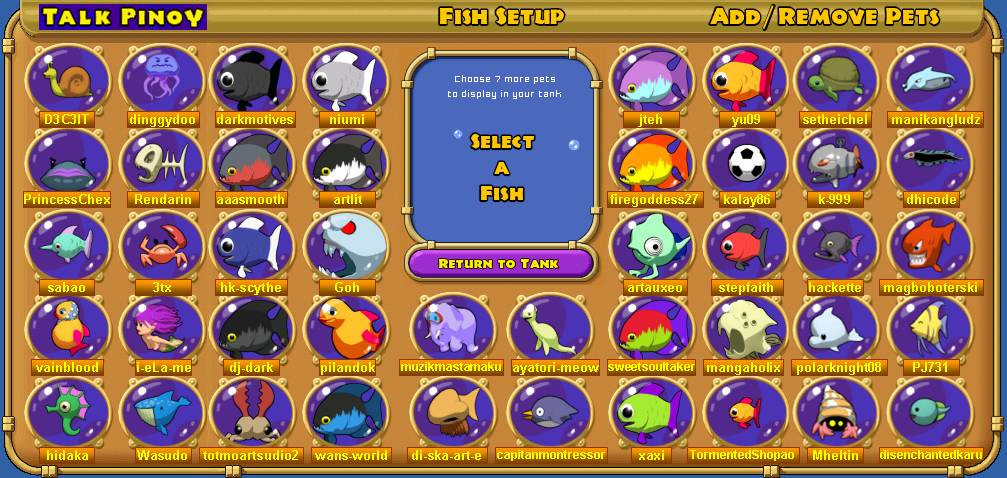 TALK PINOY
FISH SETUP
ADD/REMOVE PETS
Choose 7 more pets
to display in your tank
SELECT
A
FISH
RETURN TO TANK
D3C3IT dinggydoo darkmotives niumi jteh yu09 setheichel manikangludz
PrincessChex Rendarin aaasmooth artlit firegoddess27 kalay86 k-999 dhicode
sabao 3tx hk-scythe Goh artauxeo stepfaith hackette magboboterski
vainblood i-eLa-me dj-dark pilandok muzikmastamaku ayatori-meow sweetsoultaker mangaholix polarknight08 PJ731
hidaka Wasudo totmoartsudio2 wans-world di-ska-art-e capitanmontressor xaxi TormentedShopao Mheltin disenchantedkaru